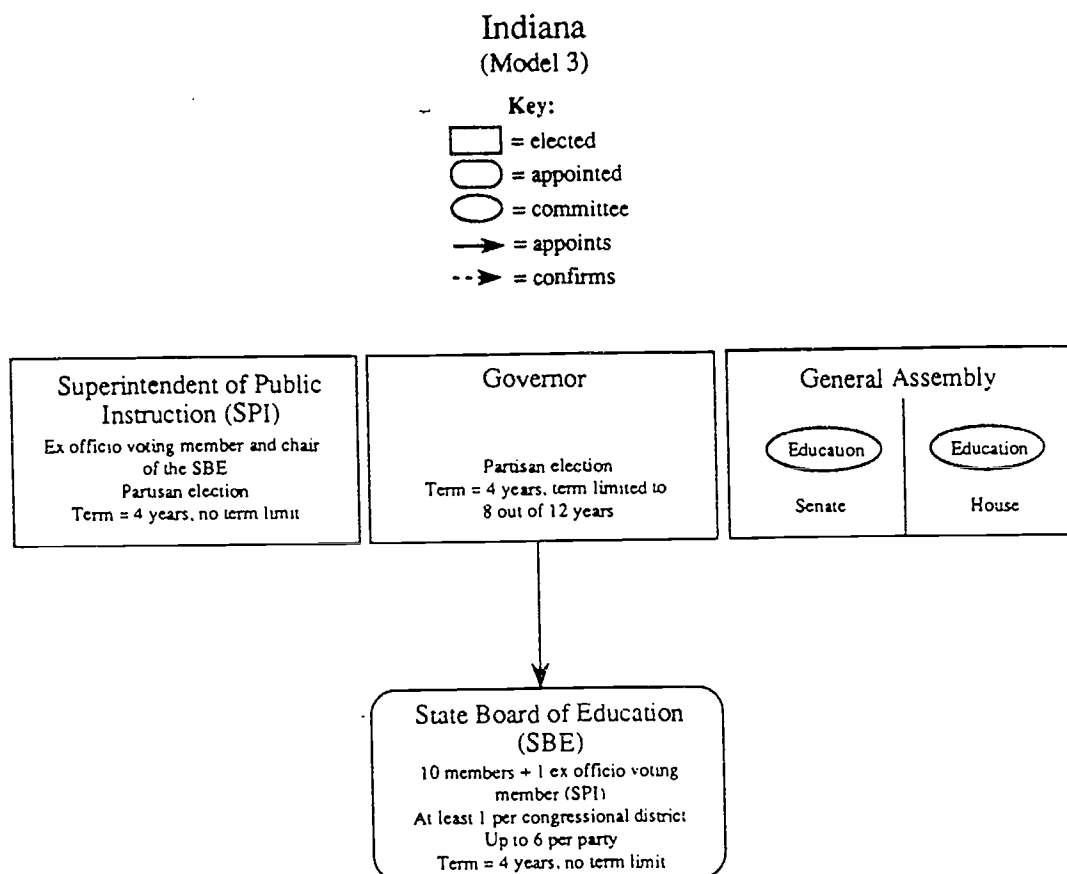 Indiana
(Model 3)
Key:
= elected
= appointed
= committee
= appoints
= confirms
Superintendent of Public
Instruction (SPI)
Ex officio voting member and chair
of the SBE
Partisan election
Term = 4 years, no term limit
Governor
Partisan election
Term = 4 years, term limited to
8 out of 12 years
General Assembly
Education
Senate
Education
House
State Board of Education
(SBE)
10 members + 1 ex officio voting
member (SPI)
At least 1 per congressional district
Up to 6 per party
Term = 4 years, no term limit